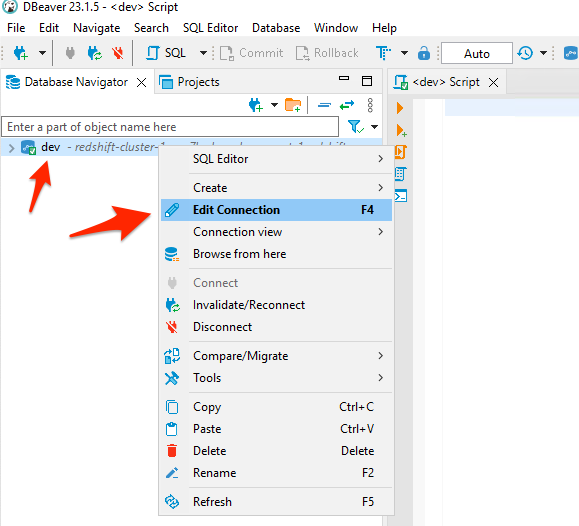 DBeaver 23.1.5 - <dev> Script
File Edit Navigate Search SQL Editor Database Window Help
SQL Commit Rollback Auto
Database Navigator Projects <dev> Script
Enter a part of object name here
dev - redshift-cluster-1
SQL Editor
Create
Edit Connection F4
Connection view
Browse from here
Connect
Invalidate/Reconnect
Disconnect
Compare/Migrate
Tools
Copy Ctrl+C
Paste Ctrl+V
Delete Delete
Rename F2
Refresh F5